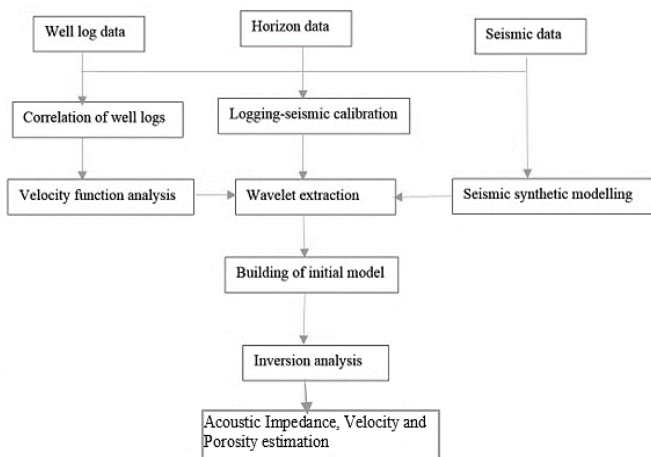 Well log data
Horizon data
Seismic data
Correlation of well logs
Logging-seismic calibration
Velocity function analysis
Wavelet extraction
Seismic synthetic modelling
Building of initial model
Inversion analysis
Acoustic Impedance, Velocity and
Porosity estimation